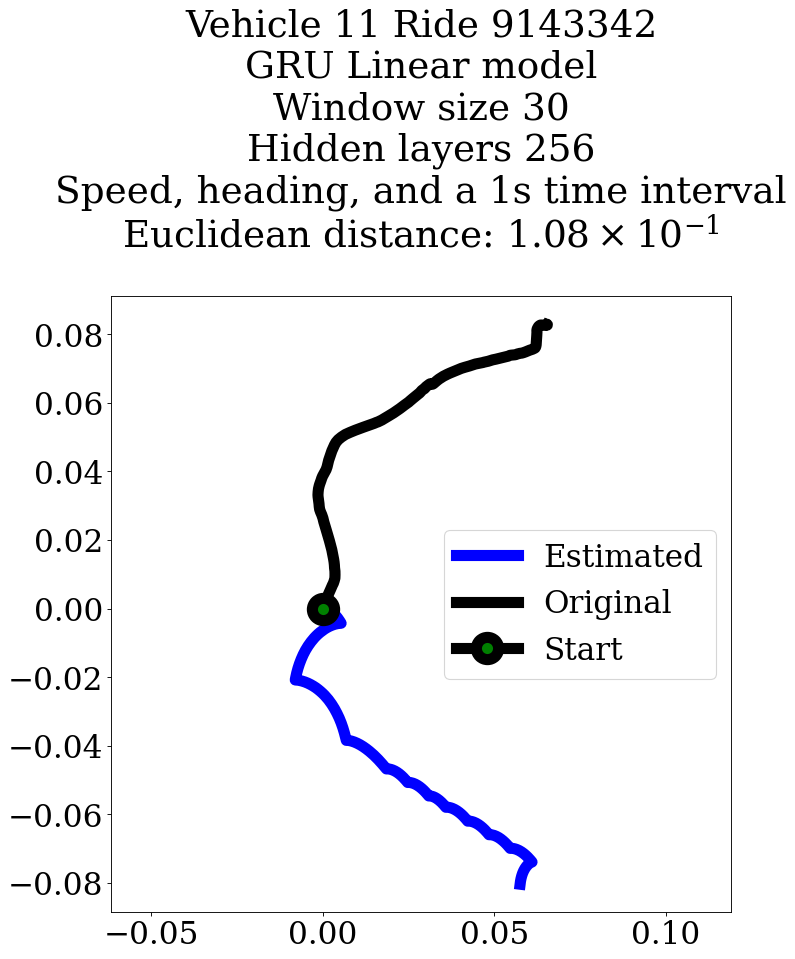 Vehicle 11 Ride 9143342
GRU Linear model
Window size 30
Hidden layers 256
Speed, heading, and a 1s time interval
Euclidean distance: 1.08 × 10⁻¹
0.08
0.06
0.04
0.02
0.00
−0.02
−0.04
−0.06
−0.08
Estimated
Original
Start
−0.05 0.00 0.05 0.10